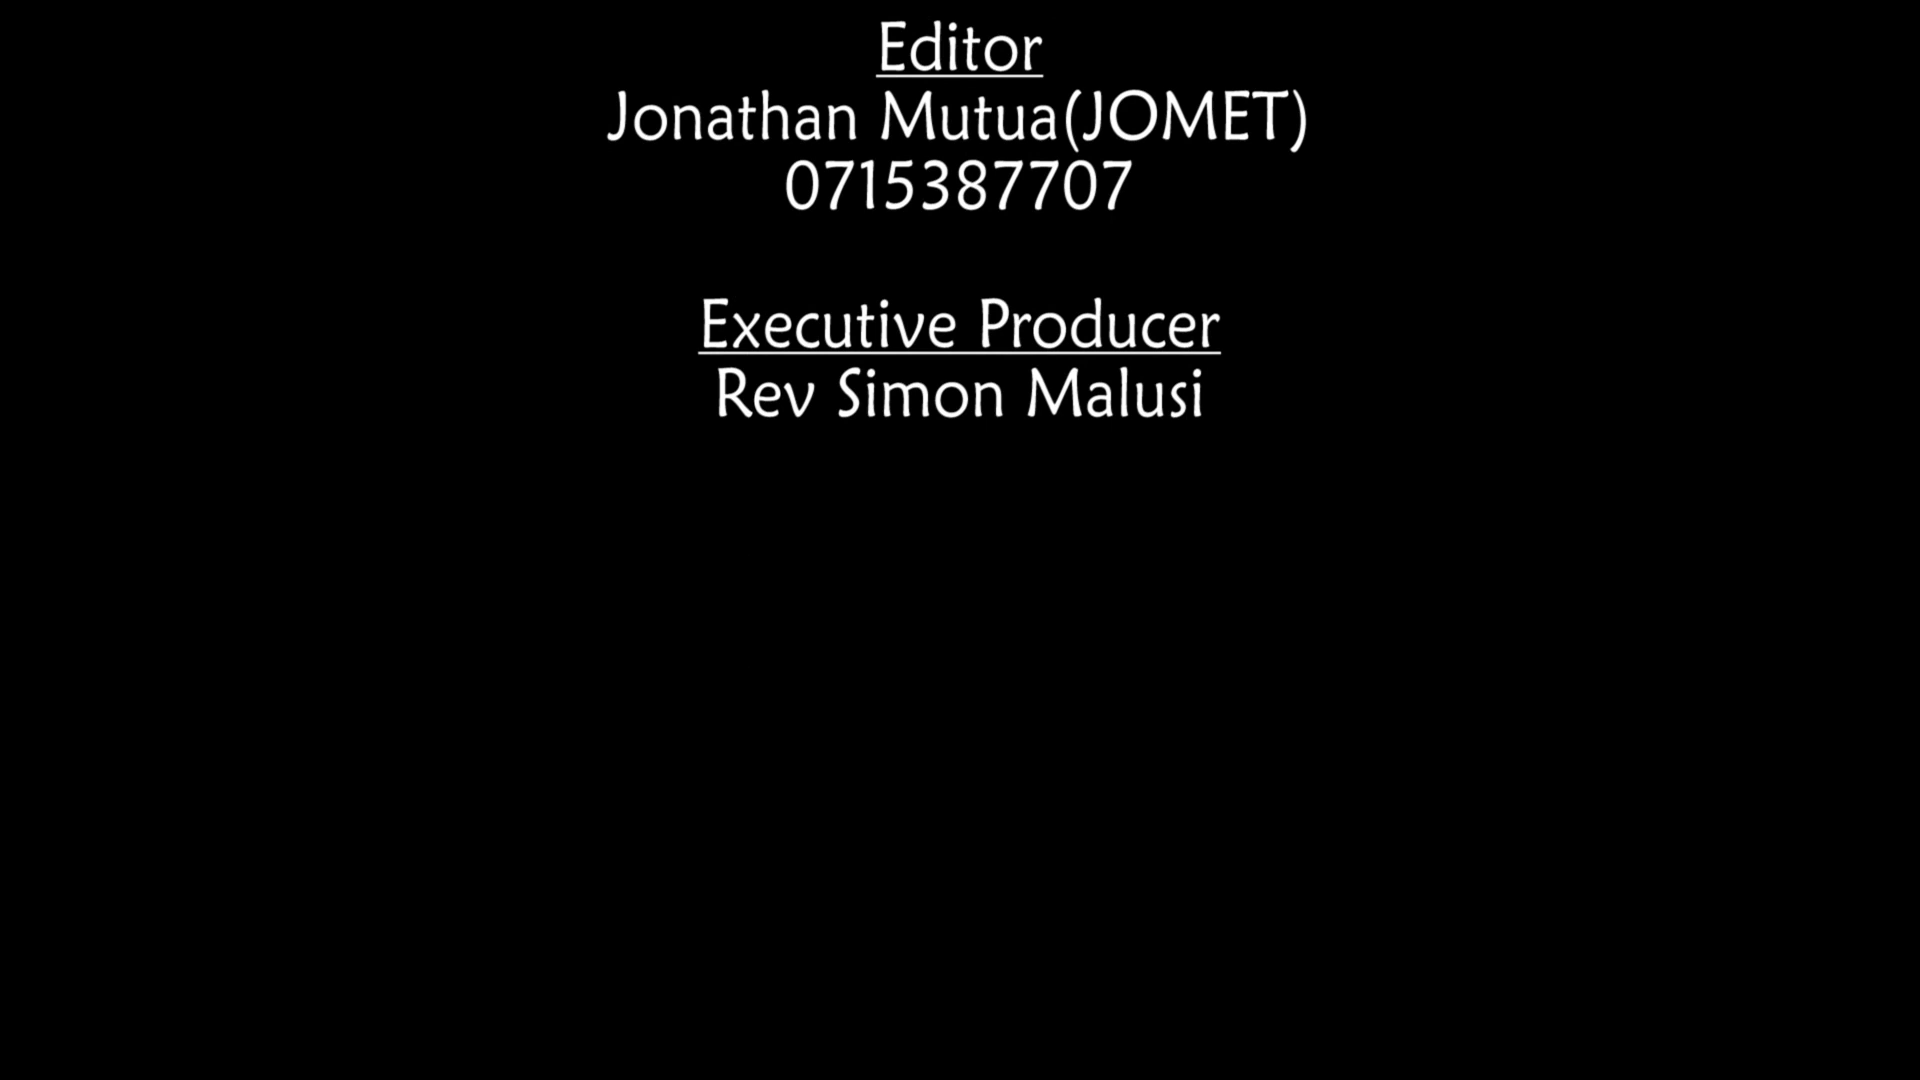 Editor
Jonathan Mutua(JOMET)
0715387707
Executive Producer
Rev Simon Malusi